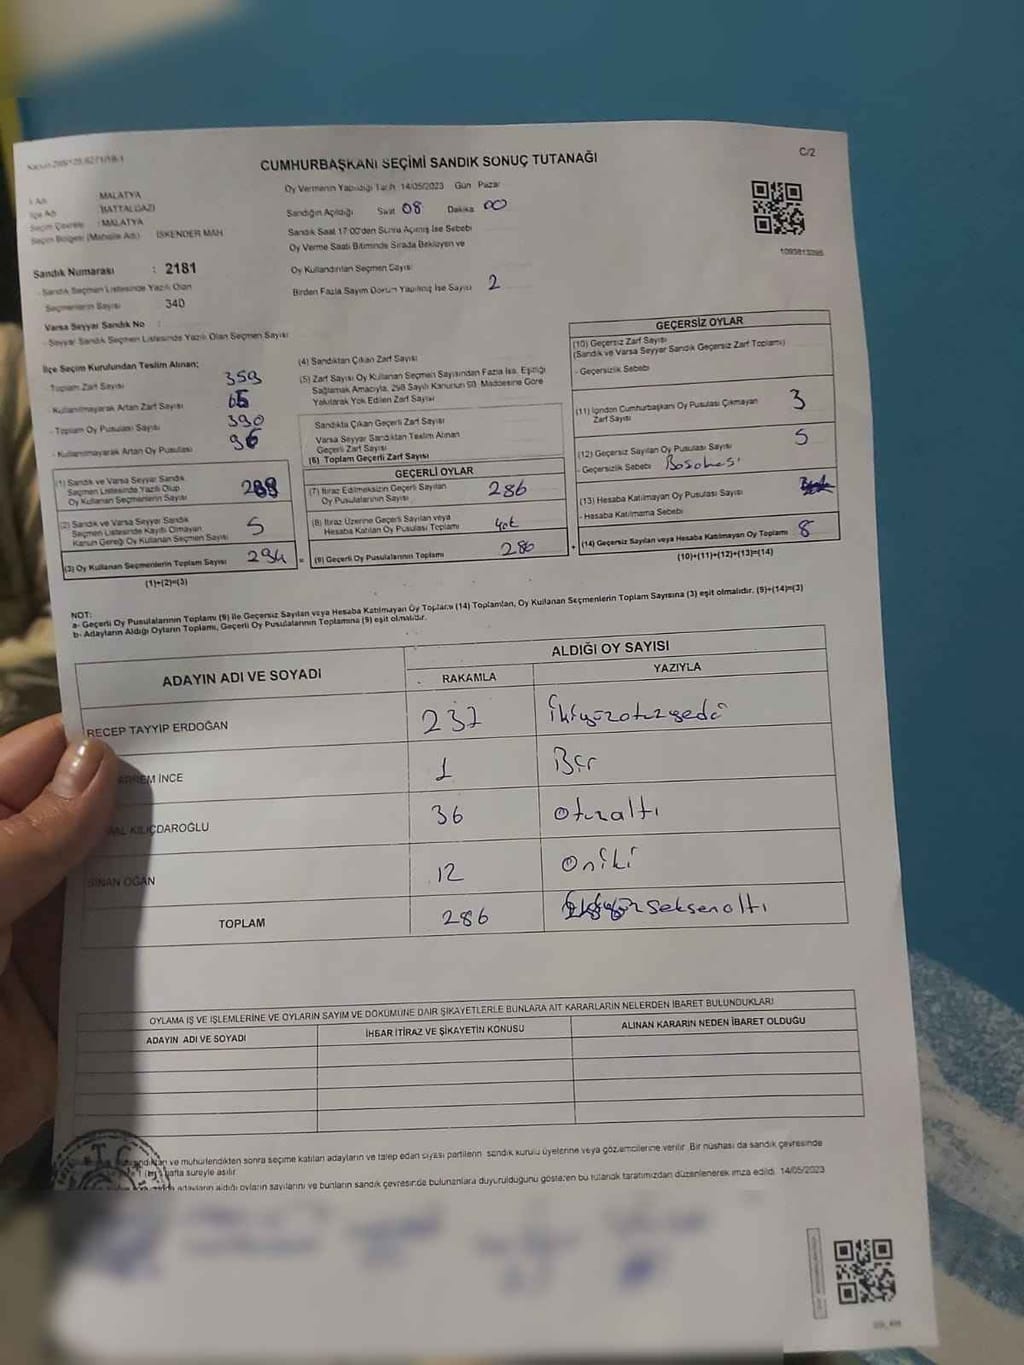 CUMHURBAŞKANI SEÇİMİ SANDIK SONUÇ TUTANAĞI
C/2
İl Adı : MALATYA
İlçe Adı : BATTALGAZİ
Seçim Çevresi : MALATYA
Seçim Bölgesi (Mahalle Adı) : İSKENDER MAH
Sandık Numarası : 2181
- Sandık Seçmen Listesinde Yazılı Olan
Seçmenlerin Sayısı 340
Varsa Seyyar Sandık No :
- Seyyar Sandık Seçmen Listesinde Yazılı Olan Seçmen Sayısı
Oy Vermenin Yapıldığı Tarih 14/05/2023 Gün Pazar
Sandığın Açıldığı Saat 08 Dakika 00
Sandık Saat 17:00'den Sonra Açılmış İse Sebebi
Oy Verme Saati Bitiminde Sırada Bekleyen ve
Oy Kullandırılan Seçmen Sayısı
Birden Fazla Sayım Döküm Yapılmış İse Sayısı 2
İlçe Seçim Kurulundan Teslim Alınan;
- Toplam Zarf Sayısı 359
- Kullanılmayarak Artan Zarf Sayısı
- Toplam Oy Pusulası Sayısı 390
- Kullanılmayarak Artan Oy Pusulası 96
(1) Sandık ve Varsa Seyyar Sandık
Seçmen Listesinde Yazılı Olup
Oy Kullanan Seçmenlerin Sayısı 289
(2) Sandık ve Varsa Seyyar Sandık
Seçmen Listesinde Kaydı Olmayan
Kanun Gereği Oy Kullanan Seçmen Sayısı 5
(3) Oy Kullanan Seçmenlerin Toplam Sayısı 294
(1)+(2)=(3)
(4) Sandıktan Çıkan Zarf Sayısı
(5) Zarf Sayısı Oy Kullanan Seçmen Sayısından Fazla İse, Eşitliği
Sağlamak Amacıyla, 298 Sayılı Kanunun 98. Maddesine Göre
Yakılarak Yok Edilen Zarf Sayısı
Sandıkta Çıkan Geçerli Zarf Sayısı
Varsa Seyyar Sandıktan Teslim Alınan
Geçerli Zarf Sayısı
(6) Toplam Geçerli Zarf Sayısı
GEÇERLİ OYLAR
(7) İtiraz Edilmeksizin Geçerli Sayılan
Oy Pusulalarının Sayısı 286
(8) İtiraz Üzerine Geçerli Sayılan veya
Hesaba Katılan Oy Pusulası Toplamı yok
= (9) Geçerli Oy Pusulalarının Toplamı 286
GEÇERSİZ OYLAR
(10) Geçersiz Zarf Sayısı
(Sandık ve Varsa Seyyar Sandık Geçersiz Zarf Toplamı)
- Geçersizlik Sebebi
(11) İçinden Cumhurbaşkanı Oy Pusulası Çıkmayan
Zarf Sayısı 3
(12) Geçersiz Sayılan Oy Pusulası Sayısı 5
- Geçersizlik Sebebi
(13) Hesaba Katılmayan Oy Pusulası Sayısı
- Hesaba Katılmama Sebebi
+ (14) Geçersiz Sayılan veya Hesaba Katılmayan Oy Toplamı 8
(10)+(11)+(12)+(13)=(14)
NOT:
a- Geçerli Oy Pusulalarının Toplamı (9) ile Geçersiz Sayılan veya Hesaba Katılmayan Oy Toplamı (14) Toplamları, Oy Kullanan Seçmenlerin Toplam Sayısına (3) eşit olmalıdır. (9)+(14)=(3)
b- Adayların Aldığı Oyların Toplamı, Geçerli Oy Pusulalarının Toplamına (9) eşit olmalıdır.
ADAYIN ADI VE SOYADI
ALDIĞI OY SAYISI
RAKAMLA YAZIYLA
RECEP TAYYİP ERDOĞAN 237 İkiyüzotuzyedi
İNCE 1 Bir
KILIÇDAROĞLU 36 otuzaltı
SİNAN OĞAN 12 Oniki
TOPLAM 286 İkiyüzseksenaltı
OYLAMA İŞ VE İŞLEMLERİNE VE OYLARIN SAYIM VE DÖKÜMÜNE DAİR ŞİKAYETLERLE BUNLARA AİT KARARLARIN NELERDEN İBARET BULUNDUKLARI
ADAYIN ADI VE SOYADI
İHBAR İTİRAZ VE ŞİKAYETİN KONUSU
ALINAN KARARIN NEDEN İBARET OLDUĞU
T.C.
ve mühürlendikten sonra seçime katılan adayların ve talep eden siyasi partilerin sandık kurulu üyelerine veya gözlemcilerine verilir. Bir nüshası da sandık çevresinde
hafta süreyle asılır.
adayların aldığı oyların sayılarını ve bunların sandık çevresinde bulunanlara duyurulduğunu gösteren bu tutanak tarafımızdan düzenlenerek imza edildi. 14/05/2023